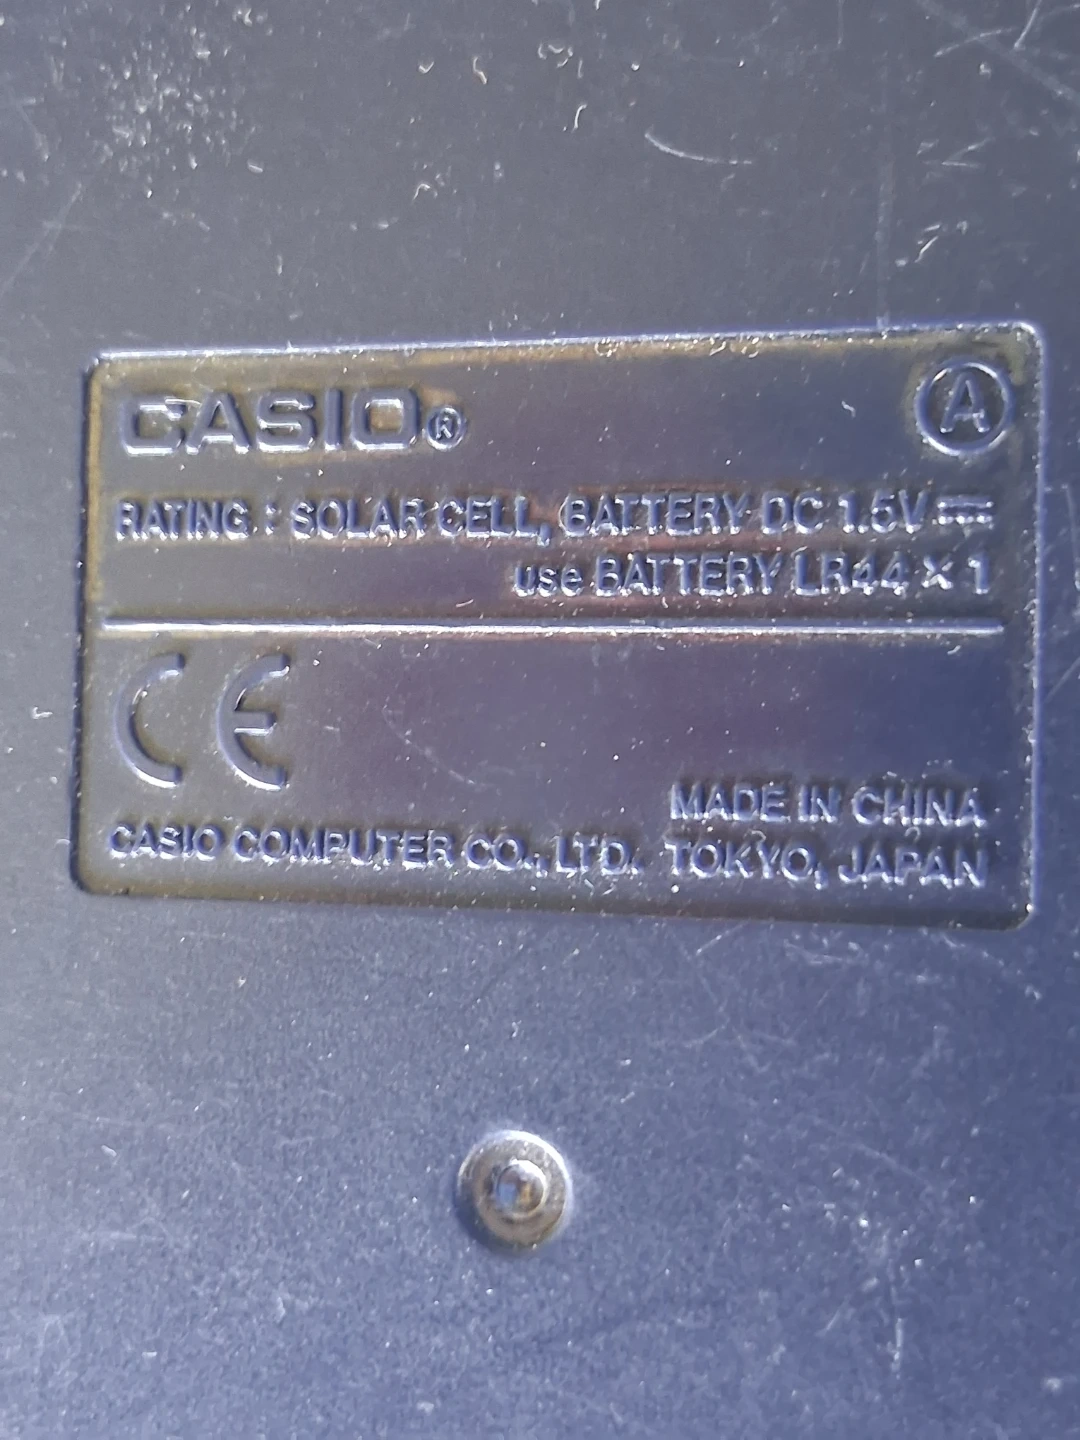 CASIO®
A
RATING : SOLAR CELL, BATTERY DC 1.5V⎓
use BATTERY LR44 × 1
CE
MADE IN CHINA
CASIO COMPUTER CO., LTD. TOKYO, JAPAN